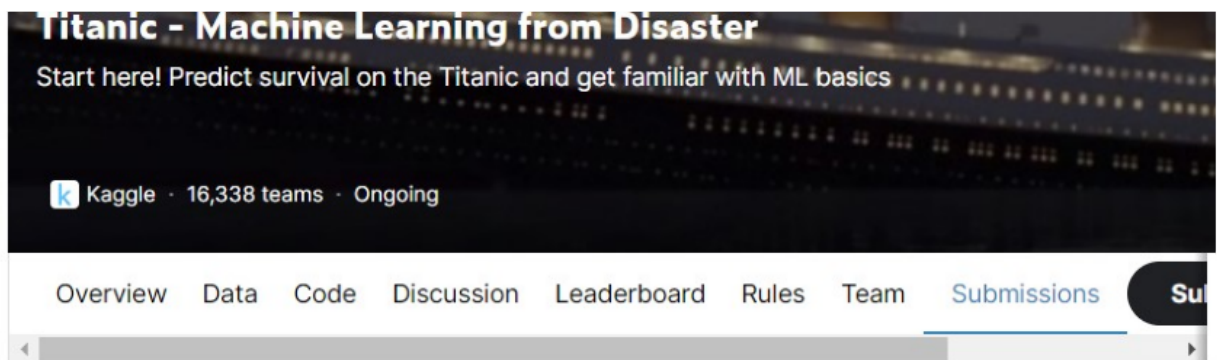 Titanic - Machine Learning from Disaster
Start here! Predict survival on the Titanic and get familiar with ML basics
k Kaggle · 16,338 teams · Ongoing
Overview Data Code Discussion Leaderboard Rules Team Submissions Sul